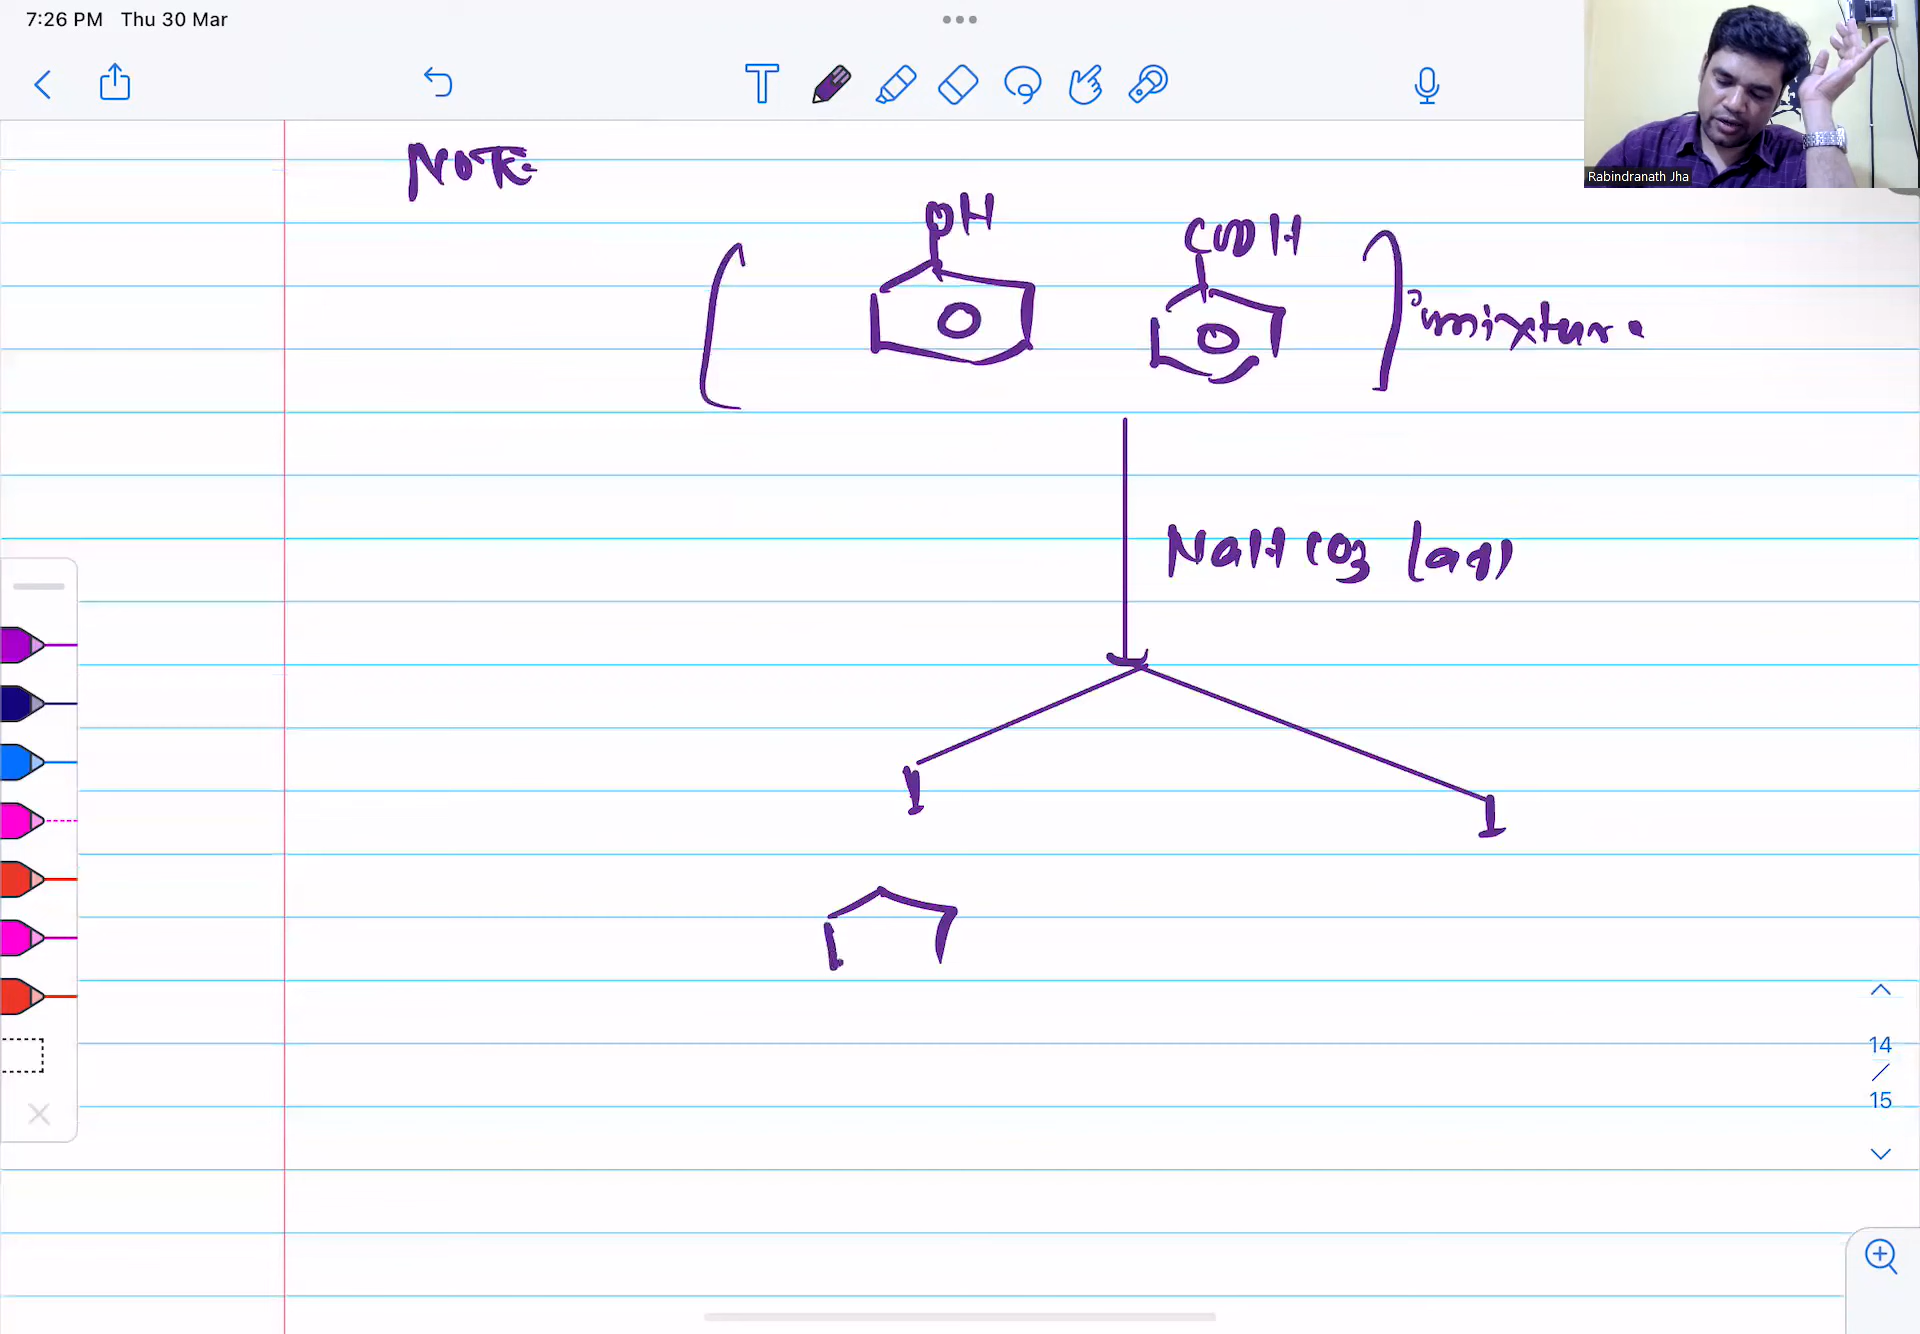 7:26 PM Thu 30 Mar
Rabindranath Jha
NOTE:
OH
COOH
mixture
NaHCO3 (aq)
14
/
15